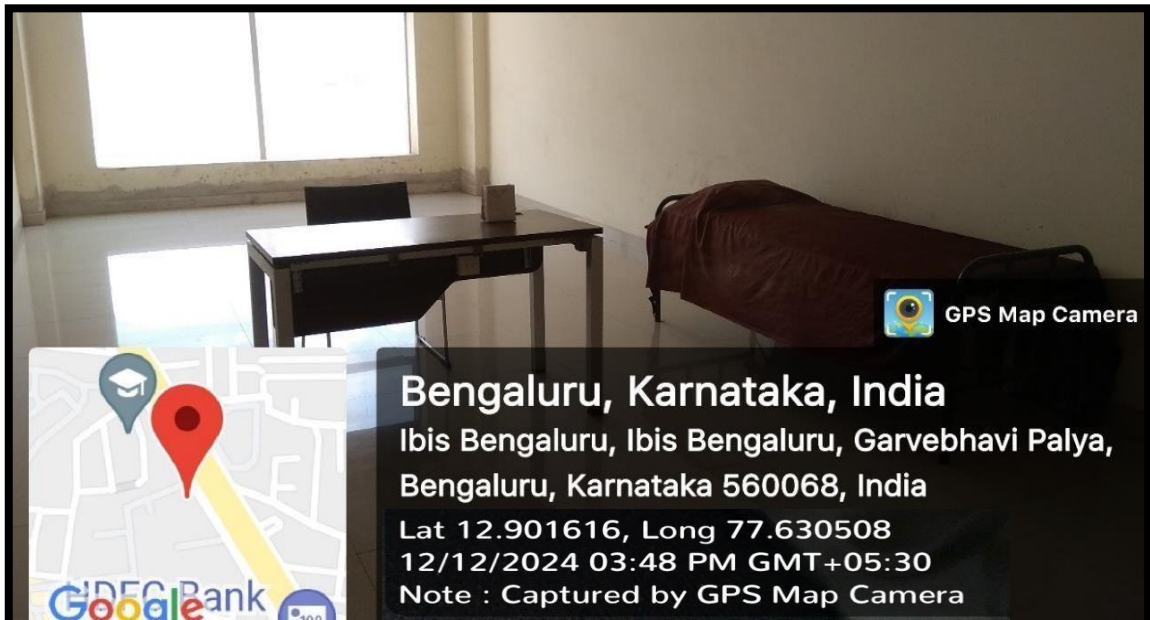 GPS Map Camera
Bengaluru, Karnataka, India
Ibis Bengaluru, Ibis Bengaluru, Garvebhavi Palya,
Bengaluru, Karnataka 560068, India
Lat 12.901616, Long 77.630508
12/12/2024 03:48 PM GMT+05:30
Note : Captured by GPS Map Camera
Bank
Google